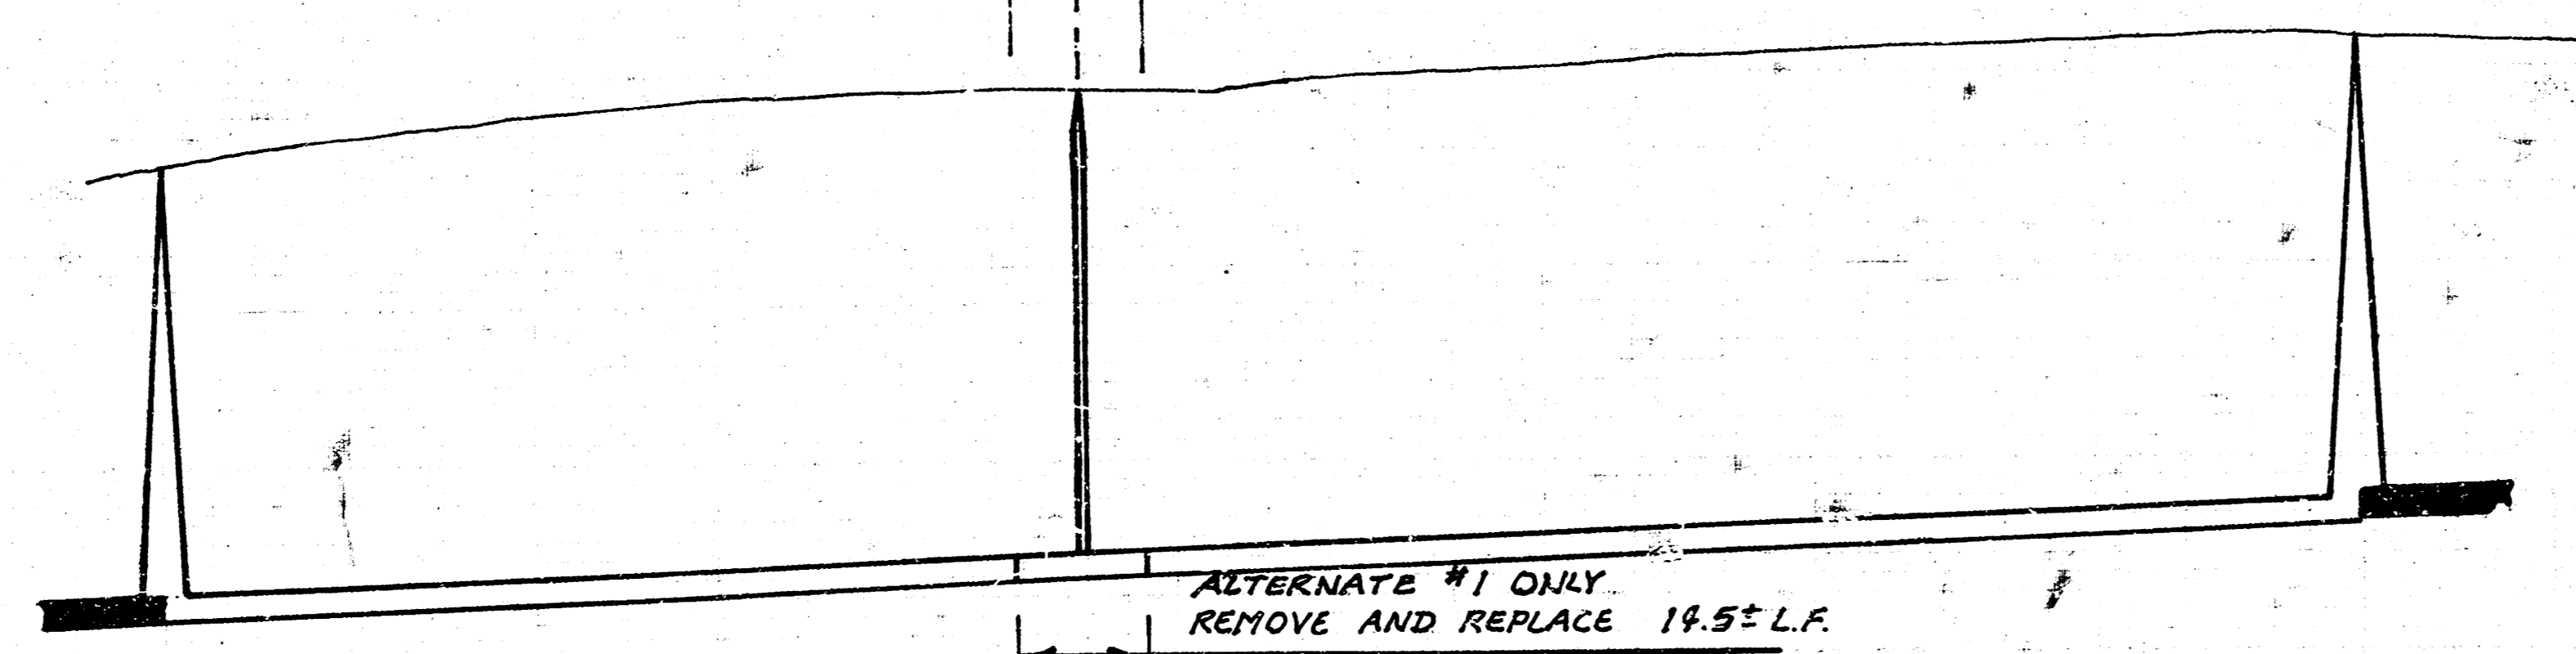 ALTERNATE #1 ONLY
REMOVE AND REPLACE 14.5± L.F.